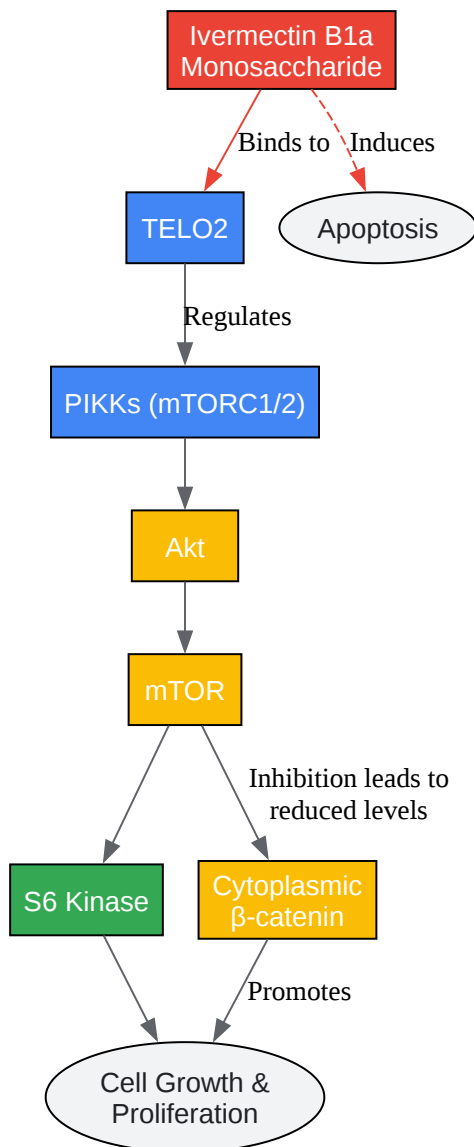 Ivermectin B1a
Monosaccharide
Binds to
Induces
TELO2
Apoptosis
Regulates
PIKKs (mTORC1/2)
Akt
mTOR
Inhibition leads to
reduced levels
S6 Kinase
Cytoplasmic
β-catenin
Promotes
Cell Growth &
Proliferation